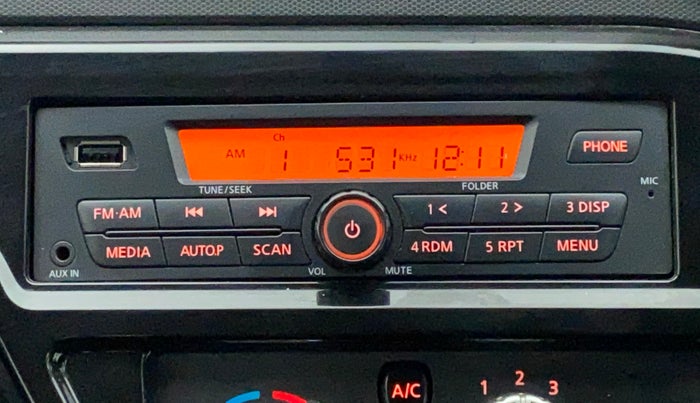 Ch
AM 1 531 KHz 12:11
PHONE
TUNE/SEEK
FOLDER
MIC
FM·AM
1 <
2 >
3 DISP
MEDIA
AUTO.P
SCAN
4 RDM
5 RPT
MENU
AUX IN
VOL
MUTE
A/C
1 2 3